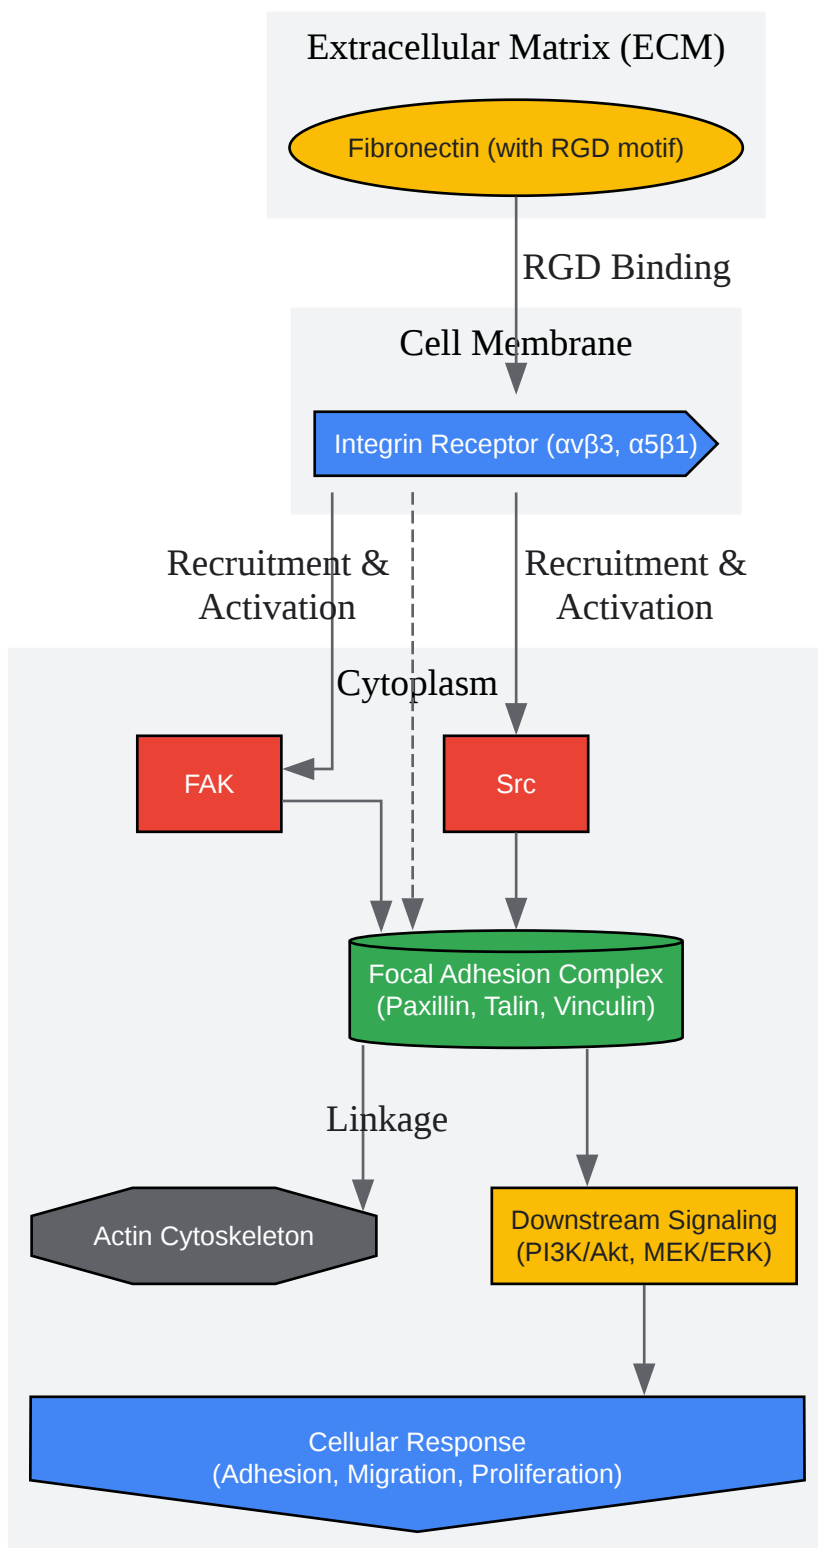 Extracellular Matrix (ECM)
Fibronectin (with RGD motif)
RGD Binding
Cell Membrane
Integrin Receptor (αvβ3, α5β1)
Recruitment &
Activation
Recruitment &
Activation
Cytoplasm
FAK
Src
Focal Adhesion Complex
(Paxillin, Talin, Vinculin)
Linkage
Actin Cytoskeleton
Downstream Signaling
(PI3K/Akt, MEK/ERK)
Cellular Response
(Adhesion, Migration, Proliferation)